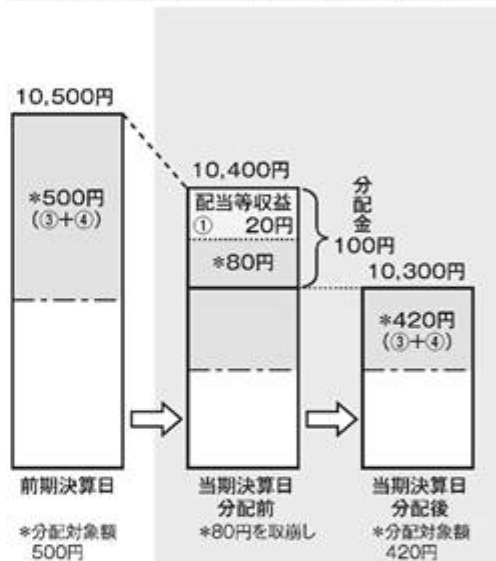 10,500円
*500円
(③+④)
前期決算日
*分配対象額
500円
10,400円
配当等収益
① 20円
*80円
分配金
100円
当期決算日
分配前
*80円を取崩し
10,300円
*420円
(③+④)
当期決算日
分配後
*分配対象額
420円